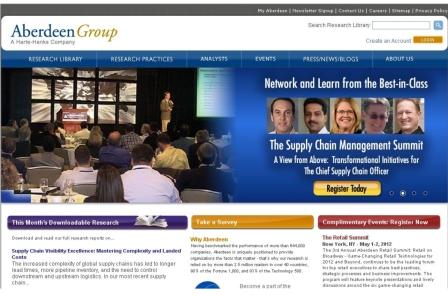 My Aberdeen | Newsletter Signup | Contact Us | Careers | Sitemap | Privacy Policy
Aberdeen Group
A Harte-Hanks Company
Search Research Library
Create an Account LOGIN
RESEARCH LIBRARY RESEARCH PRACTICES ANALYSTS EVENTS PRESS/NEWS/BLOGS ABOUT US
Network and Learn from the Best-in-Class
The Supply Chain Management Summit
A View from Above: Transformational Initiatives for
The Chief Supply Chain Officer
Register Today
This Month's Downloadable Research
Download and read our full research reports on...
Supply Chain Visibility Excellence: Mastering Complexity and Landed
Costs
The increased complexity of global supply chains has led to longer
lead times, more pipeline inventory, and the need to control
downstream and upstream logistics. In our most recent supply
chain...
Take a Survey
Why Aberdeen
Having benchmarked the performance of more than 644,000
companies, Aberdeen is uniquely positioned to provide
organizations the facts that matter - that's why our research is
relied on by more than 2.5 million readers in over 40 countries,
90% of the Fortune 1,000, and 93% of the Technology 500.
Become a part of the
Complimentary Events: Register Now
The Retail Summit
New York, NY - May 1-2, 2012
The 3rd Annual Aberdeen Retail Summit: Retail on
Broadway - Game-Changing Retail Technologies for
2012 and Beyond, continues to be the leading forum
for top retail executives to share best practices,
strategic processes and business improvements. The
program will feature keynote presentations and lively
discussions around the six game-changing retail